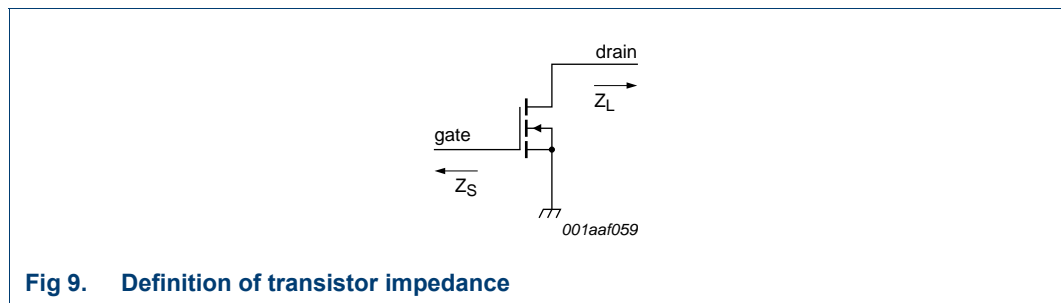 drain
Z_L
gate
Z_S
001aaf059
Fig 9. Definition of transistor impedance